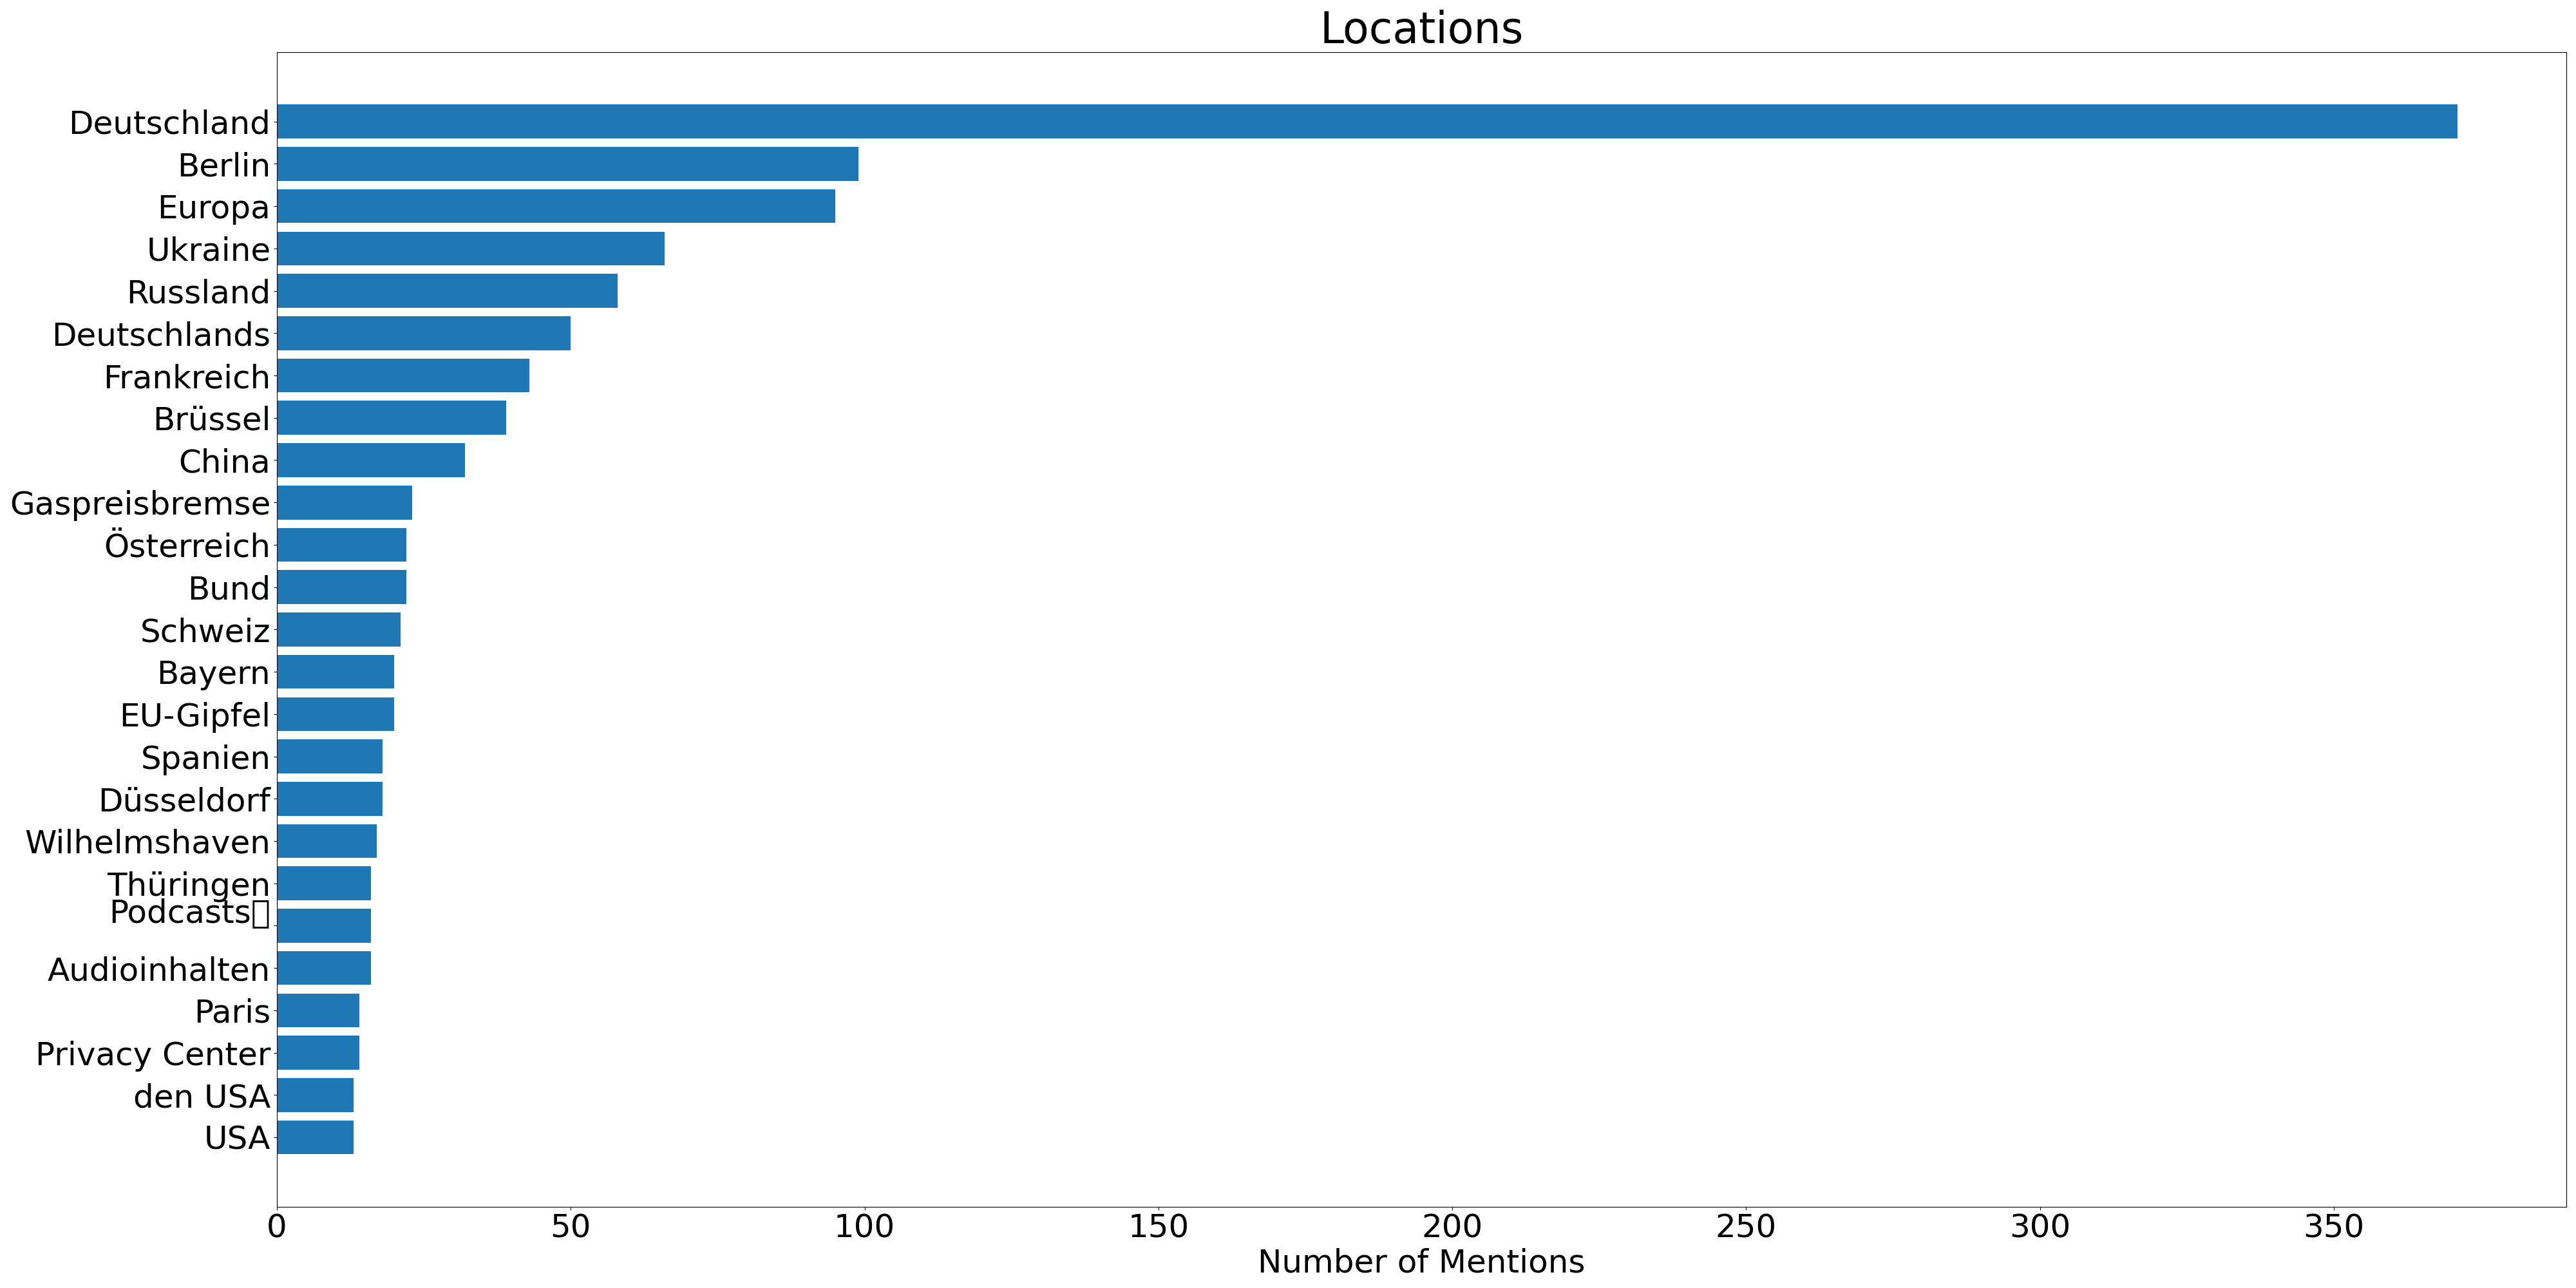 Locations
Deutschland
Berlin
Europa
Ukraine
Russland
Deutschlands
Frankreich
Brüssel
China
Gaspreisbremse
Österreich
Bund
Schweiz
Bayern
EU-Gipfel
Spanien
Düsseldorf
Wilhelmshaven
Thüringen
Podcasts
Audioinhalten
Paris
Privacy Center
den USA
USA
0 50 100 150 200 250 300 350
Number of Mentions